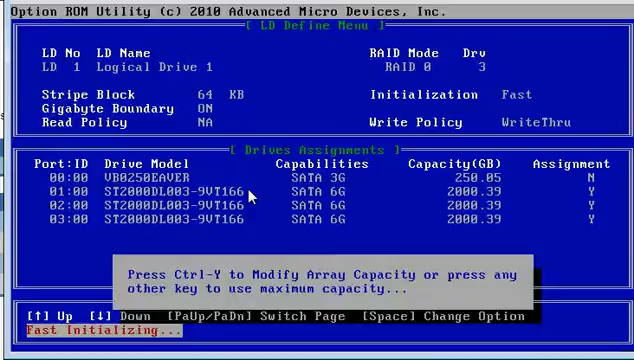 Option ROM Utility (c) 2010 Advanced Micro Devices, Inc.
[ LD Define Menu ]
LD No LD Name RAID Mode Drv
LD 1 Logical Drive 1 RAID 0 3
Stripe Block 64 KB Initialization Fast
Gigabyte Boundary ON
Read Policy NA Write Policy WriteThru
[ Drives Assignments ]
Port:ID Drive Model Capabilities Capacity(GB) Assignment
00:00 VB0250EAVER SATA 3G 250.05 N
01:00 ST2000DL003-9VT166 SATA 6G 2000.39 Y
02:00 ST2000DL003-9VT166 SATA 6G 2000.39 Y
03:00 ST2000DL003-9VT166 SATA 6G 2000.39 Y
Press Ctrl-Y to Modify Array Capacity or press any
other key to use maximum capacity...
[↑] Up [↓] Down [PaUp/PaDn] Switch Page [Space] Change Option
Fast Initializing...